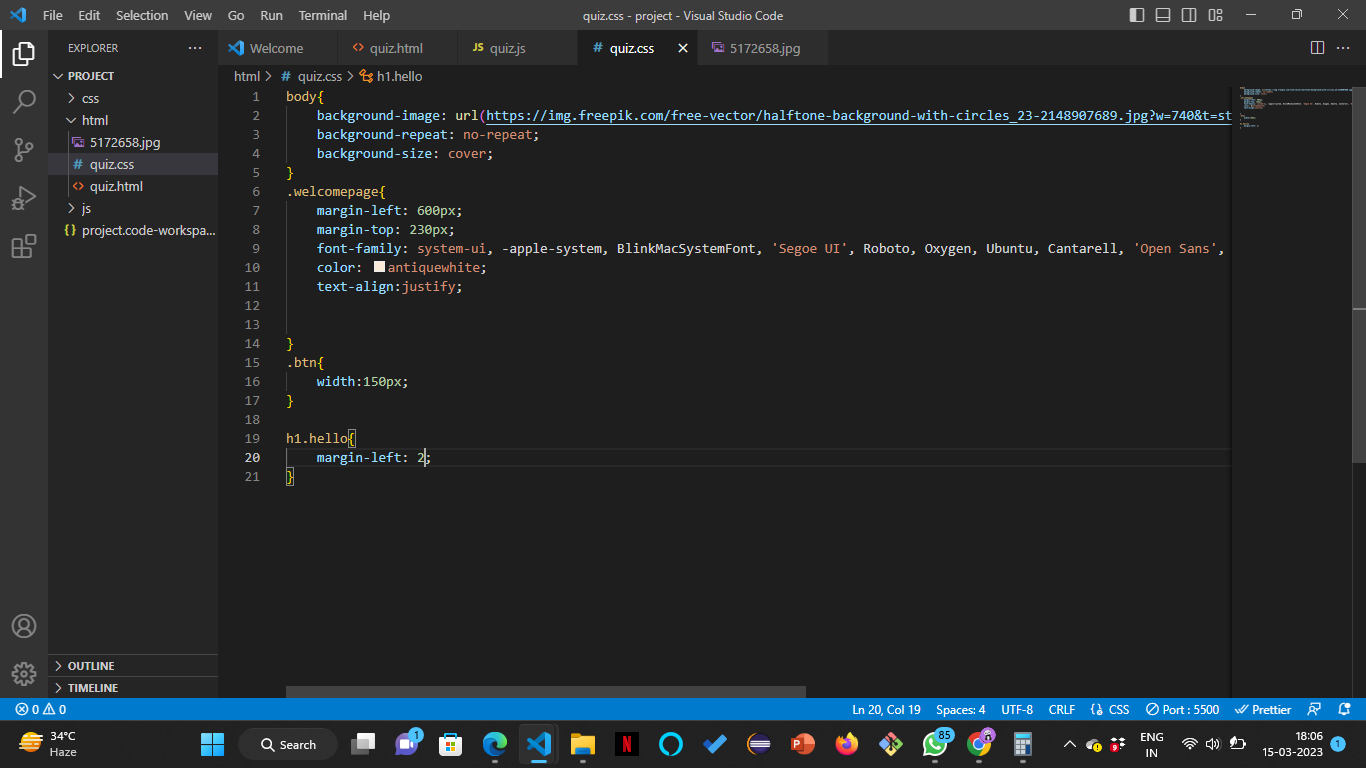 File Edit Selection View Go Run Terminal Help quiz.css - project - Visual Studio Code
EXPLORER
Welcome quiz.html JS quiz.js # quiz.css 5172658.jpg
PROJECT
css
html
5172658.jpg
# quiz.css
quiz.html
js
{} project.code-workspa...
OUTLINE
TIMELINE
html > # quiz.css > h1.hello
1 body{
2 background-image: url(https://img.freepik.com/free-vector/halftone-background-with-circles_23-2148907689.jpg?w=740&t=st
3 background-repeat: no-repeat;
4 background-size: cover;
5 }
6 .welcomepage{
7 margin-left: 600px;
8 margin-top: 230px;
9 font-family: system-ui, -apple-system, BlinkMacSystemFont, 'Segoe UI', Roboto, Oxygen, Ubuntu, Cantarell, 'Open Sans',
10 color: antiquewhite;
11 text-align:justify;
12
13
14 }
15 .btn{
16 width:150px;
17 }
18
19 h1.hello{
20 margin-left: 2;
21 }
0 0 Ln 20, Col 19 Spaces: 4 UTF-8 CRLF {} CSS Port : 5500 Prettier
34°C
Haze
Search
1
85
9
ENG
IN
18:06
15-03-2023
1